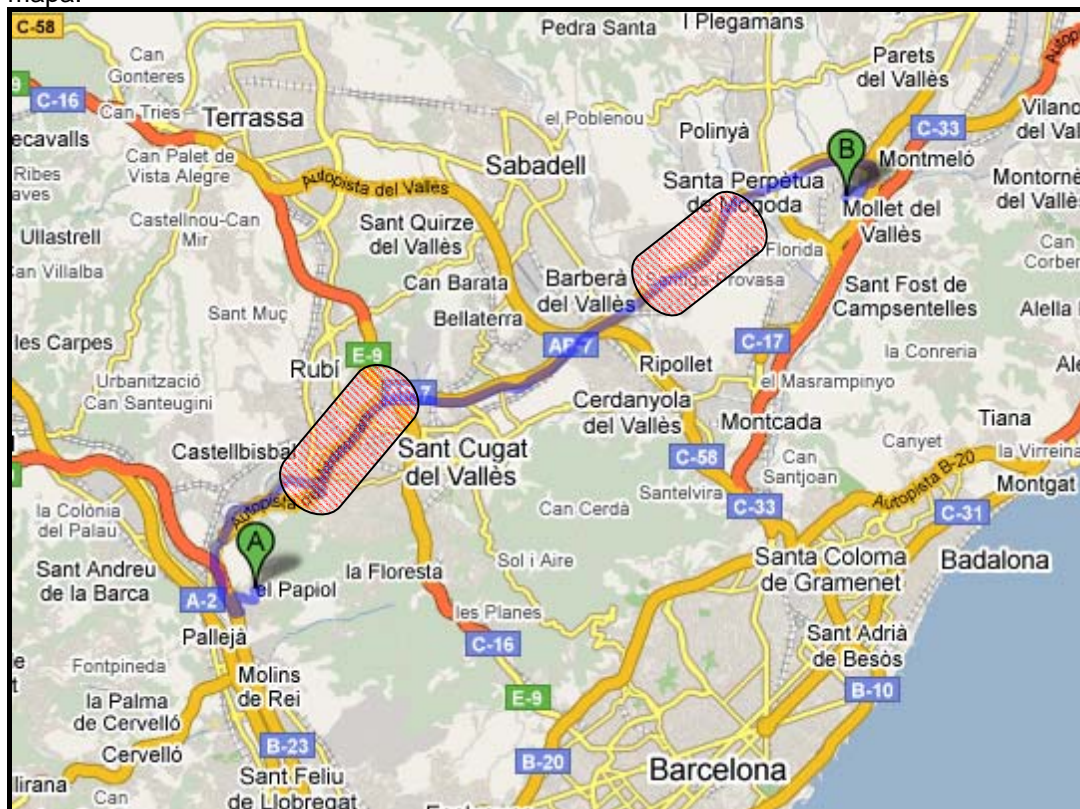 mapa:
C-58
Pedra Santa
l Plegamans
Can
Gonteres
Parets
del Vallès
C-16
Can Tries
Terrassa
el Poblenou
Polinyà
C-33
Vilano
del Val
ecavalls
Can Palet de
Vista Alegre
Sabadell
B
Montmeló
Ribes
aves
Autopista del Vallès
Santa Perpètua
de Mogoda
Montornè
del Vallè
Castellnou-Can
Mir
Sant Quirze
del Vallès
Mollet del
Vallès
Ullastrell
la Florida
Can
Corber
an Villalba
Can Barata
Barberà
del Vallès
Sant Fost de
Campsentelles
Sant Muç
Bellaterra
Alella
les Carpes
E-9
AP-7
C-17
Ripollet
la Conreria
Rubí
Urbanització
Can Santeugini
el Masrampinyo
Cerdanyola
del Vallès
Montcada
Tiana
Castellbisbal
Sant Cugat
del Vallès
Canyet
la Virreina
C-58
Can
Santjoan
Montgat
Santelvira
Autopista B-20
la Colònia
del Palau
Autopista
Can Cerdà
C-33
C-31
A
Sant Andreu
de la Barca
la Floresta
Sol i Aire
Santa Coloma
de Gramenet
Badalona
el Papiol
A-2
les Planes
Pallejà
C-16
Sant Adrià
de Besòs
Fontpineda
Molins
de Rei
la Palma
de Cervelló
E-9
B-10
Cervelló
B-23
B-20
Barcelona
llirana
Sant Feliu
de Llobregat
Can